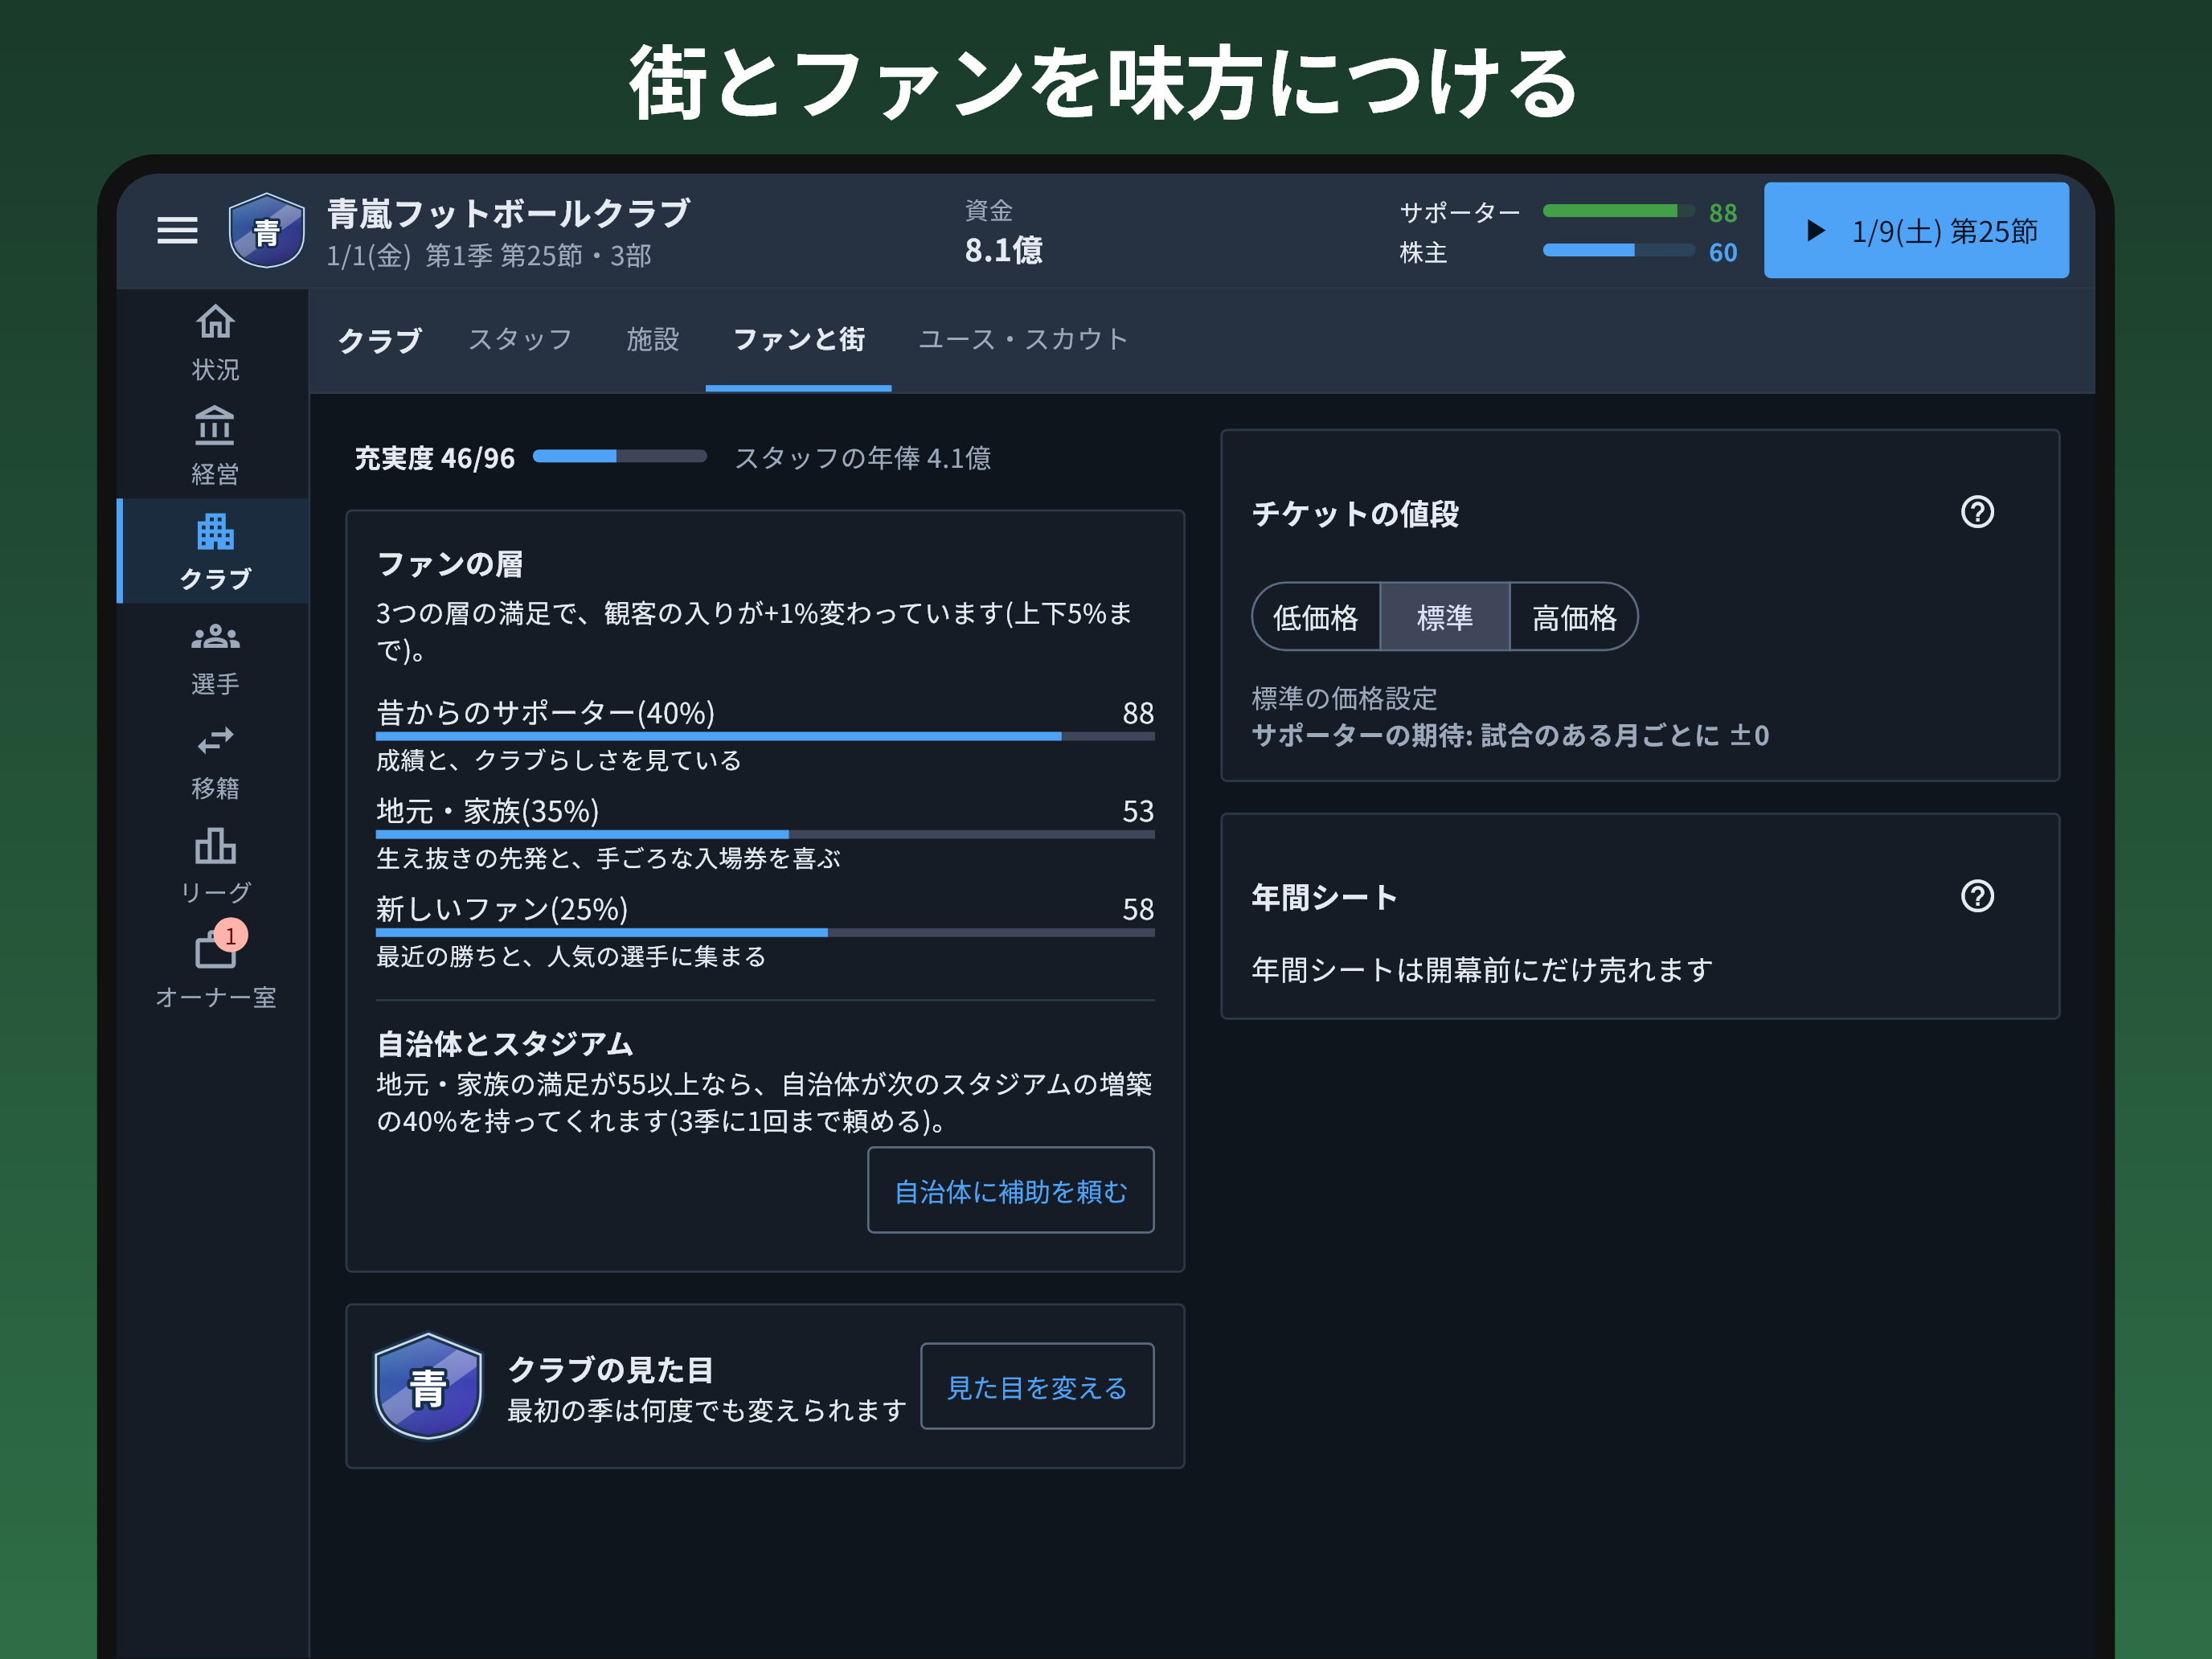 街とファンを味方につける
青
青嵐フットボールクラブ
1/1(金) 第1季 第25節・3部
資金
8.1億
サポーター 88
株主 60
1/9(土) 第25節
状況
経営
クラブ
選手
移籍
リーグ
1
オーナー室
クラブ スタッフ 施設 ファンと街 ユース・スカウト
充実度 46/96 スタッフの年俸 4.1億
ファンの層
3つの層の満足で、観客の入りが+1%変わっています(上下5%ま
で)。
昔からのサポーター(40%) 88
成績と、クラブらしさを見ている
地元・家族(35%) 53
生え抜きの先発と、手ごろな入場券を喜ぶ
新しいファン(25%) 58
最近の勝ちと、人気の選手に集まる
自治体とスタジアム
地元・家族の満足が55以上なら、自治体が次のスタジアムの増築
の40%を持ってくれます(3季に1回まで頼める)。
自治体に補助を頼む
青
クラブの見た目
最初の季は何度でも変えられます
見た目を変える
チケットの値段
?
低価格 標準 高価格
標準の価格設定
サポーターの期待: 試合のある月ごとに ±0
年間シート
?
年間シートは開幕前にだけ売れます